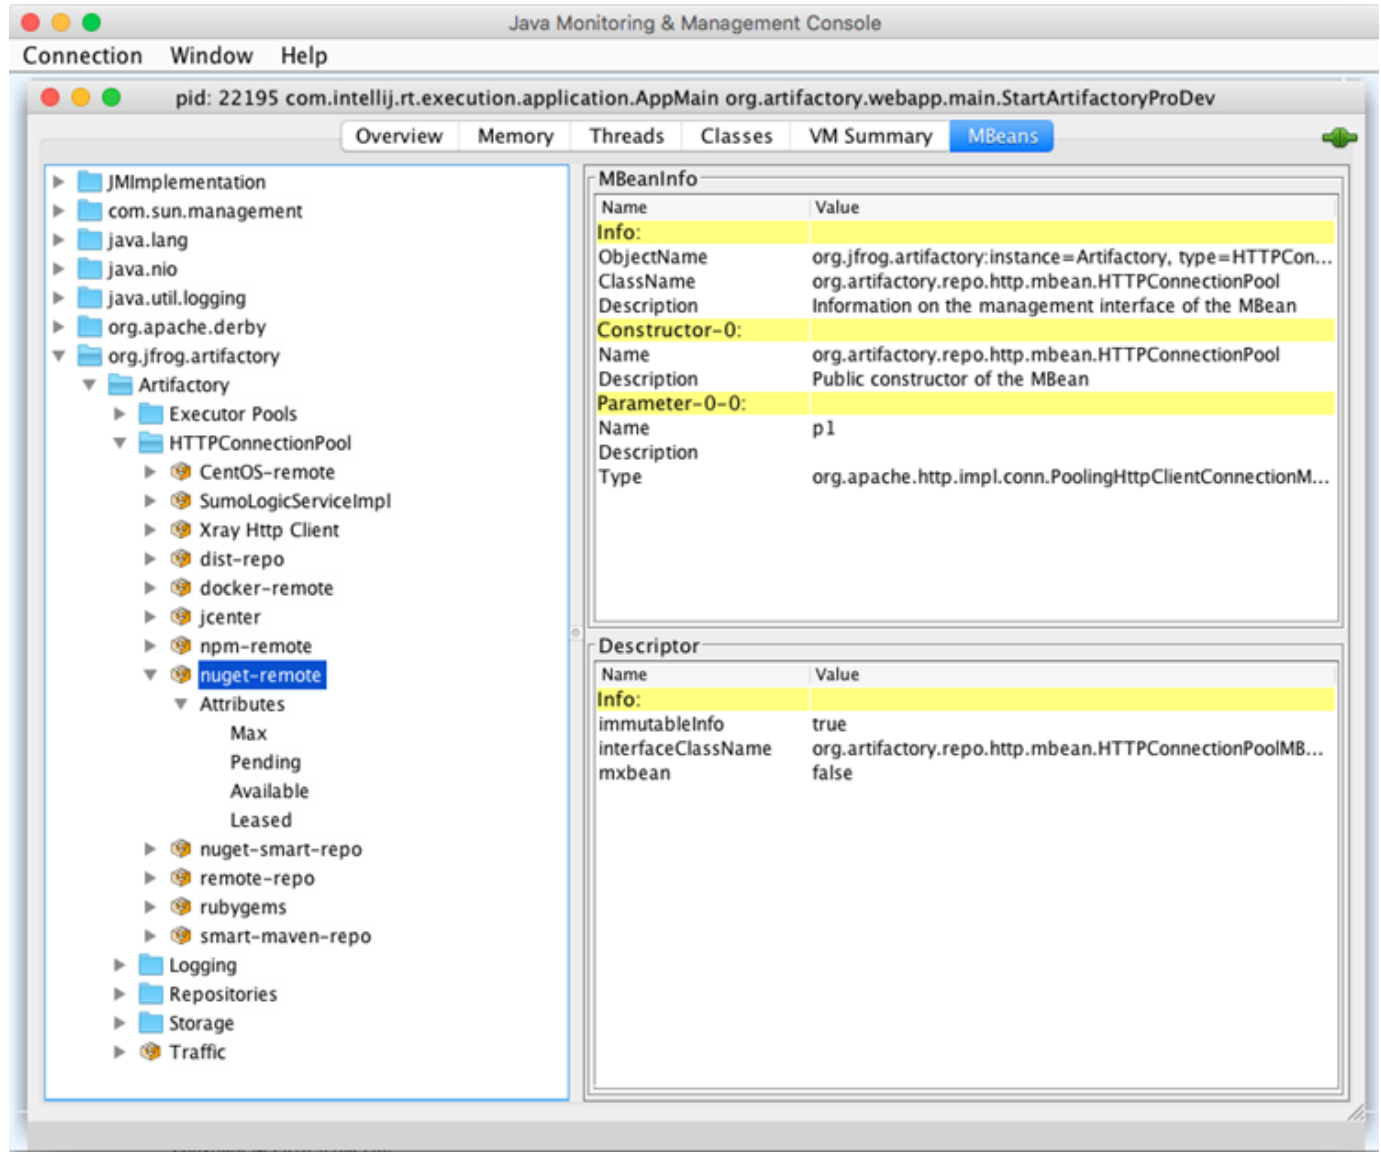 Java Monitoring & Management Console
Connection Window Help
pid: 22195 com.intellij.rt.execution.application.AppMain org.artifactory.webapp.main.StartArtifactoryProDev
Overview Memory Threads Classes VM Summary MBeans
JMImplementation
com.sun.management
java.lang
java.nio
java.util.logging
org.apache.derby
org.jfrog.artifactory
Artifactory
Executor Pools
HTTPConnectionPool
CentOS-remote
SumoLogicServiceImpl
Xray Http Client
dist-repo
docker-remote
jcenter
npm-remote
nuget-remote
Attributes
Max
Pending
Available
Leased
nuget-smart-repo
remote-repo
rubygems
smart-maven-repo
Logging
Repositories
Storage
Traffic
MBeanInfo
Name Value
Info:
ObjectName org.jfrog.artifactory:instance=Artifactory, type=HTTPCon...
ClassName org.artifactory.repo.http.mbean.HTTPConnectionPool
Description Information on the management interface of the MBean
Constructor-0:
Name org.artifactory.repo.http.mbean.HTTPConnectionPool
Description Public constructor of the MBean
Parameter-0-0:
Name p1
Description
Type org.apache.http.impl.conn.PoolingHttpClientConnectionM...
Descriptor
Name Value
Info:
immutableInfo true
interfaceClassName org.artifactory.repo.http.mbean.HTTPConnectionPoolMB...
mxbean false